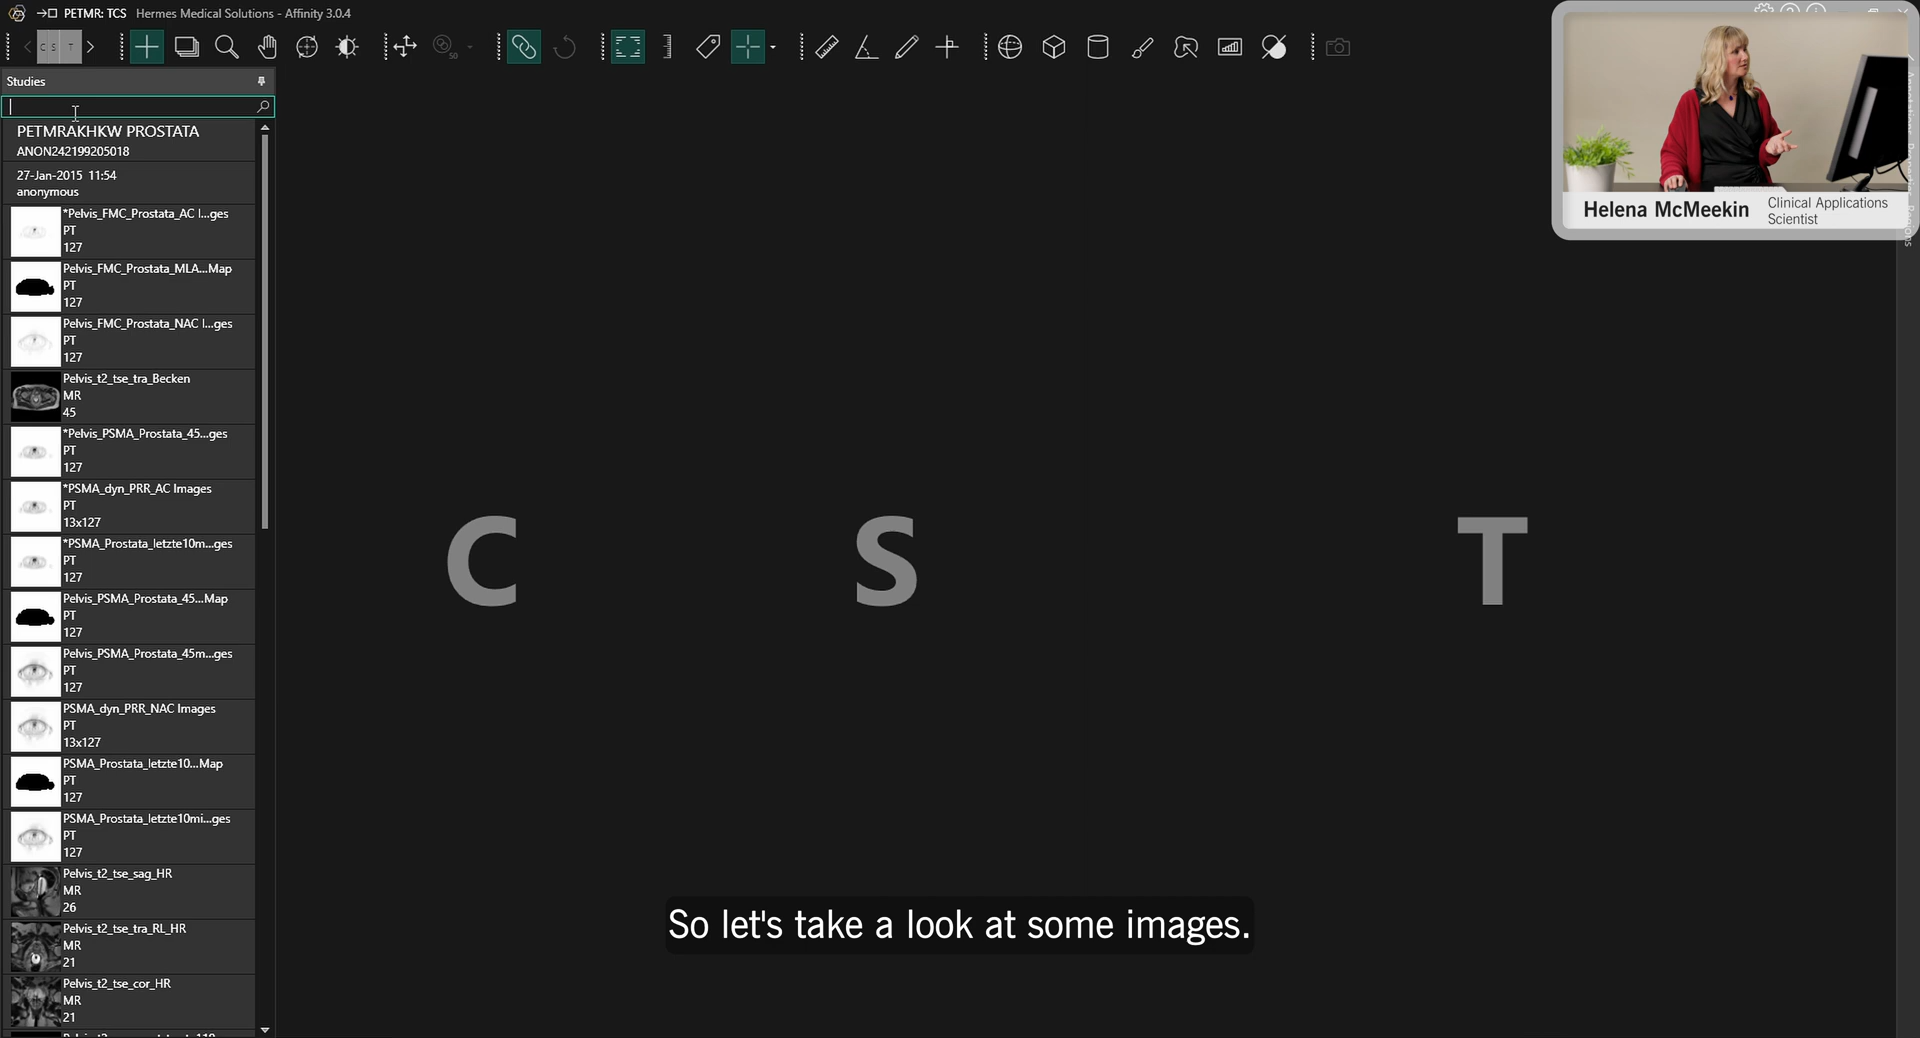 PETMR: TCS Hermes Medical Solutions - Affinity 3.0.4
C S T
50
Studies
PETMRAKHKW PROSTATA
ANON242199205018
27-Jan-2015 11:54
anonymous
*Pelvis_FMC_Prostata_AC I...ges
PT
127
Pelvis_FMC_Prostata_MLA...Map
PT
127
Pelvis_FMC_Prostata_NAC I...ges
PT
127
Pelvis_t2_tse_tra_Becken
MR
45
*Pelvis_PSMA_Prostata_45...ges
PT
127
*PSMA_dyn_PRR_AC Images
PT
13x127
*PSMA_Prostata_letzte10m...ges
PT
127
Pelvis_PSMA_Prostata_45...Map
PT
127
Pelvis_PSMA_Prostata_45m...ges
PT
127
PSMA_dyn_PRR_NAC Images
PT
13x127
PSMA_Prostata_letzte10...Map
PT
127
PSMA_Prostata_letzte10mi...ges
PT
127
Pelvis_t2_tse_sag_HR
MR
26
Pelvis_t2_tse_tra_RL_HR
MR
21
Pelvis_t2_tse_cor_HR
MR
21
C S T
Helena McMeekin
Clinical Applications
Scientist
So let's take a look at some images.